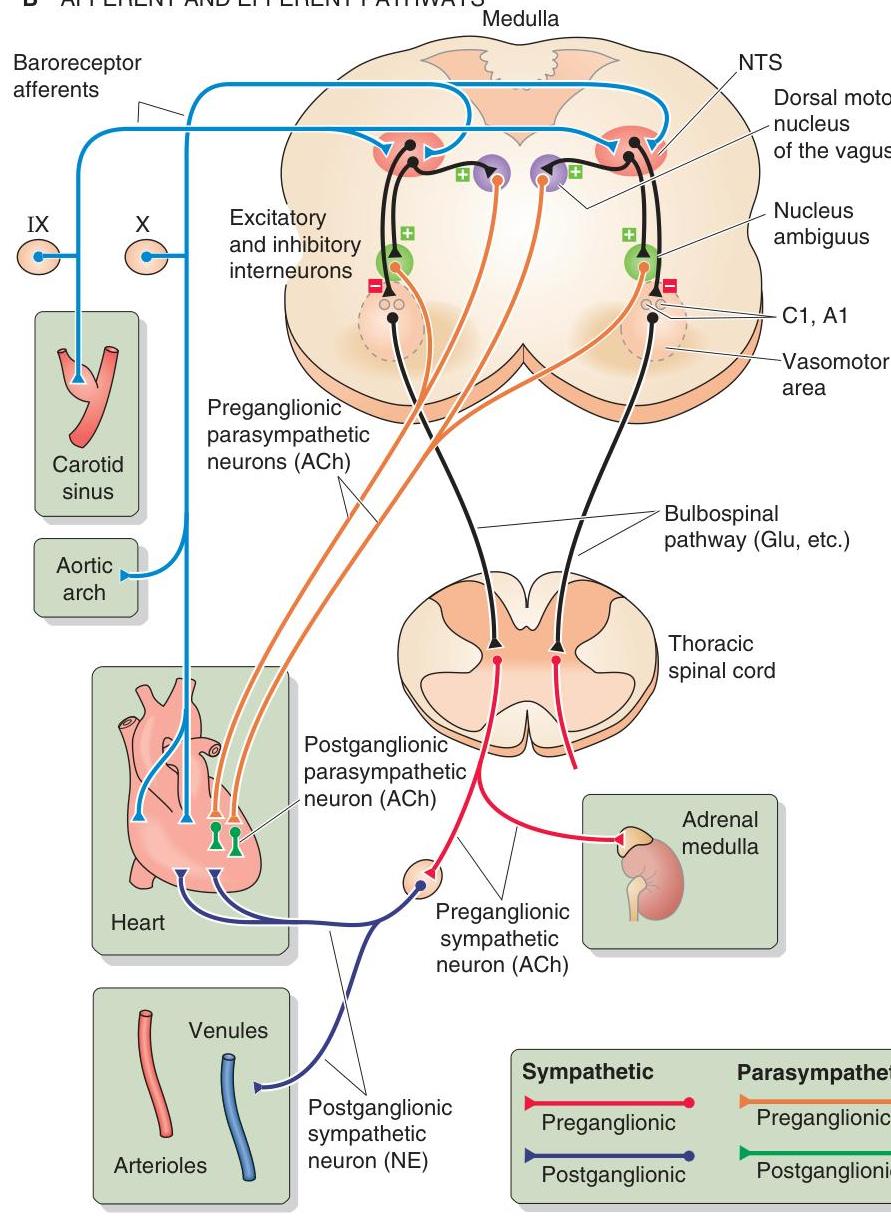 B AFFERENT AND EFFERENT PATHWAYS
Medulla
Baroreceptor
afferents
NTS
Dorsal moto
nucleus
of the vagus
IX
X
Excitatory
and inhibitory
interneurons
Nucleus
ambiguus
+
+
+
+
−
−
C1, A1
Vasomotor
area
Carotid
sinus
Preganglionic
parasympathetic
neurons (ACh)
Bulbospinal
pathway (Glu, etc.)
Aortic
arch
Thoracic
spinal cord
Postganglionic
parasympathetic
neuron (ACh)
Adrenal
medulla
Heart
Preganglionic
sympathetic
neuron (ACh)
Venules
Arterioles
Postganglionic
sympathetic
neuron (NE)
Sympathetic
Preganglionic
Postganglionic
Parasympathet
Preganglionic
Postganglioni